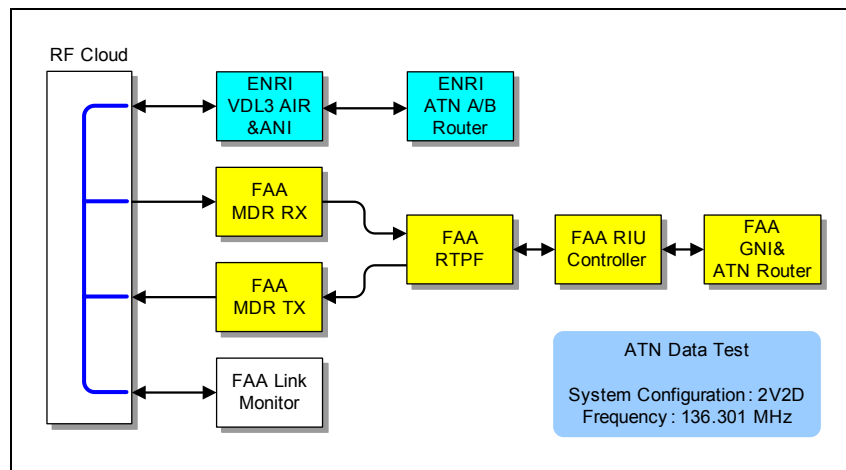 RF Cloud
ENRI
VDL3 AIR
&ANI
ENRI
ATN A/B
Router
FAA
MDR RX
FAA
RTPF
FAA RIU
Controller
FAA
GNI&
ATN Router
FAA
MDR TX
FAA Link
Monitor
ATN Data Test
System Configuration : 2V2D
Frequency : 136.301 MHz